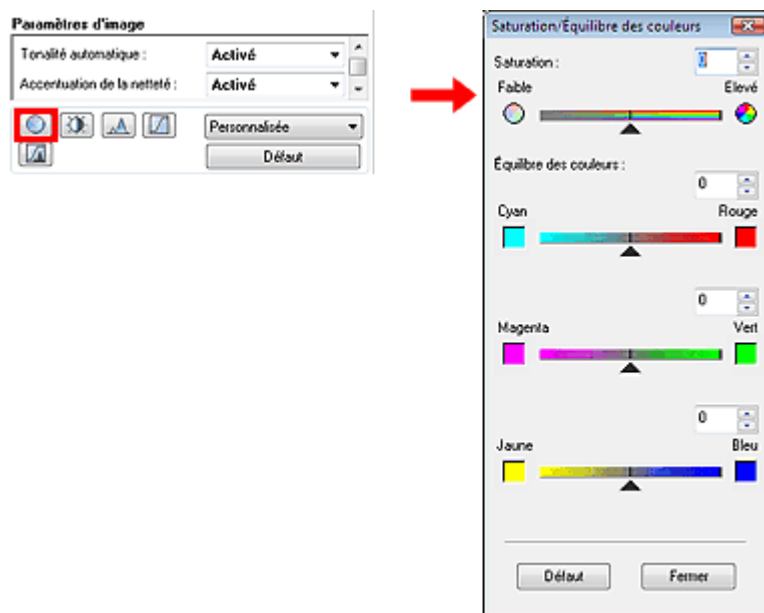 Paramètres d'image
Tonalité automatique : Activé
Accentuation de la netteté : Activé
Personnalisée
Défaut
Saturation/Équilibre des couleurs
Saturation : 0
Faible Elevé
Équilibre des couleurs :
0
Cyan Rouge
0
Magenta Vert
0
Jaune Bleu
Défaut Fermer